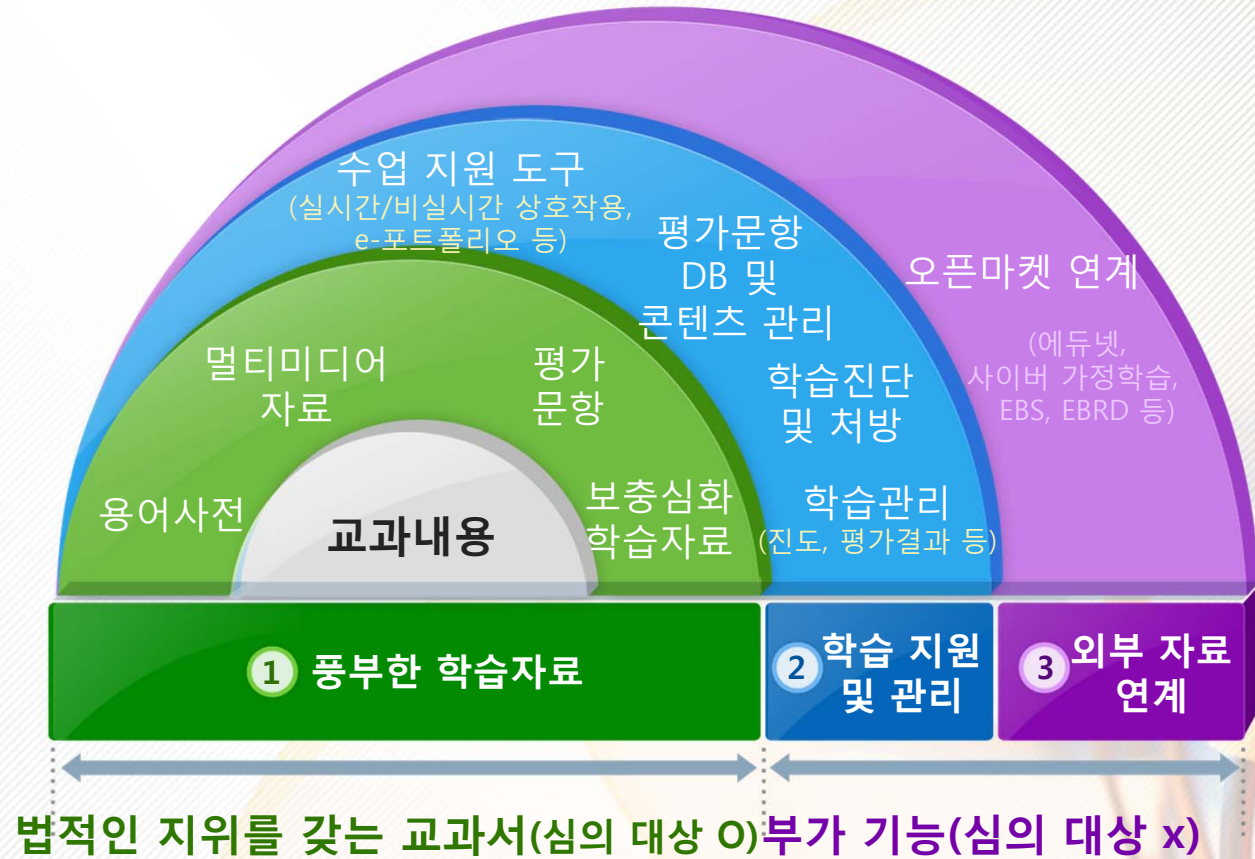 수업 지원 도구
(실시간/비실시간 상호작용,
e-포트폴리오 등)
평가문항
DB 및
콘텐츠 관리
오픈마켓 연계
(에듀넷,
사이버 가정학습,
EBS, EBRD 등)
멀티미디어
자료
평가
문항
학습진단
및 처방
용어사전
교과내용
보충심화
학습자료
학습관리
(진도, 평가결과 등)
1 풍부한 학습자료
2 학습 지원
및 관리
3 외부 자료
연계
법적인 지위를 갖는 교과서(심의 대상 O)
부가 기능(심의 대상 x)